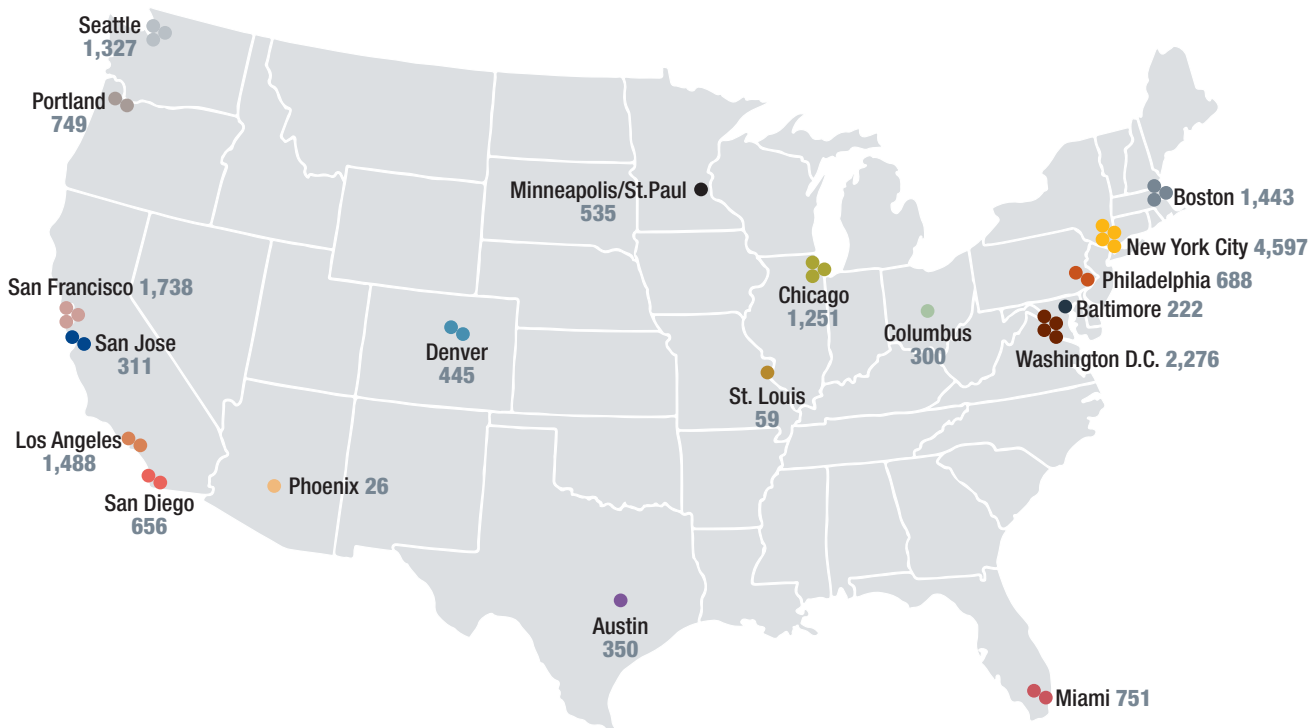 Seattle
1,327
Portland
749
Minneapolis/St.Paul
535
Boston 1,443
New York City 4,597
Philadelphia 688
Baltimore 222
Washington D.C. 2,276
San Francisco 1,738
San Jose
311
Chicago
1,251
Columbus
300
Denver
445
St. Louis
59
Los Angeles
1,488
San Diego
656
Phoenix 26
Austin
350
Miami 751